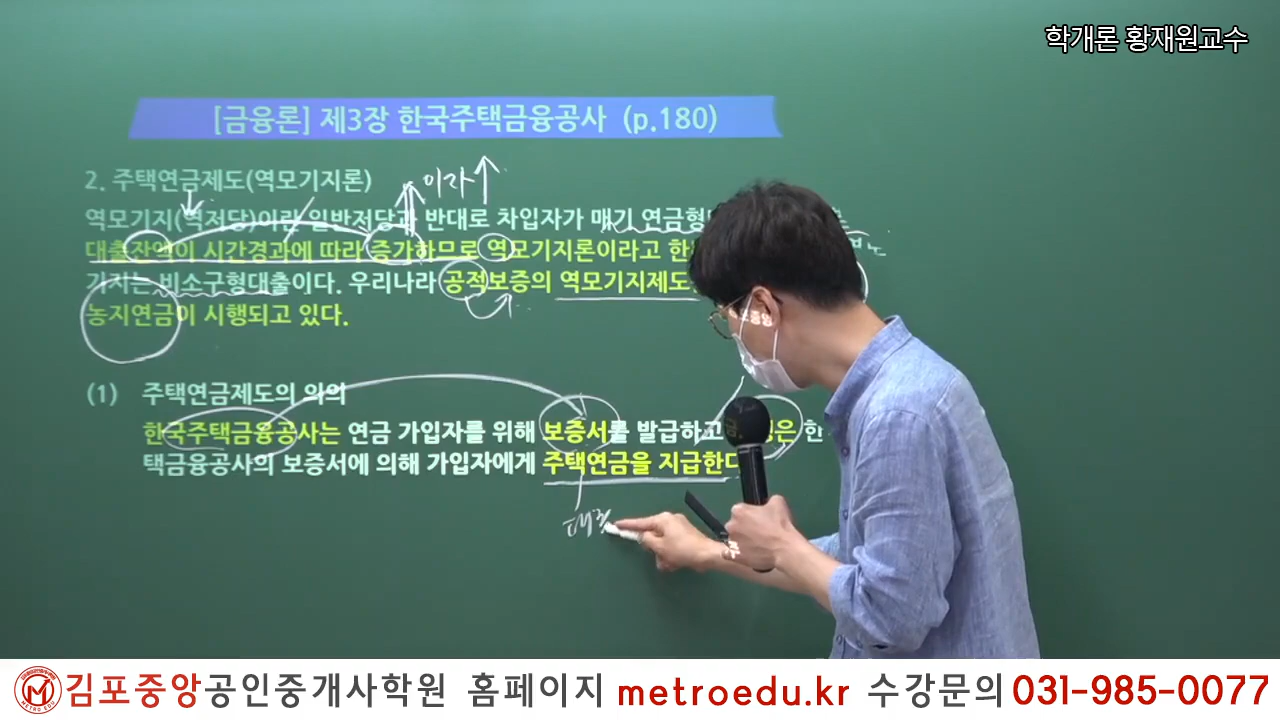 학개론 황재원교수
[금융론] 제3장 한국주택금융공사 (p.180)
2. 주택연금제도(역모기지론)
이라
역모기지(역저당)이란 일반저당과 반대로 차입자가 매기 연금형
대출잔액이 시간경과에 따라 증가하므로 역모기지론이라고 한
가지는 비소구형대출이다. 우리나라 공적보증의 역모기지제도
농지연금이 시행되고 있다.
(1) 주택연금제도의 의의
한국주택금융공사는 연금 가입자를 위해 보증서를 발급하고 은 한
택금융공사의 보증서에 의해 가입자에게 주택연금을 지급한다
김포중앙공인중개사학원 홈페이지 metroedu.kr 수강문의 031-985-0077
METRO EDU